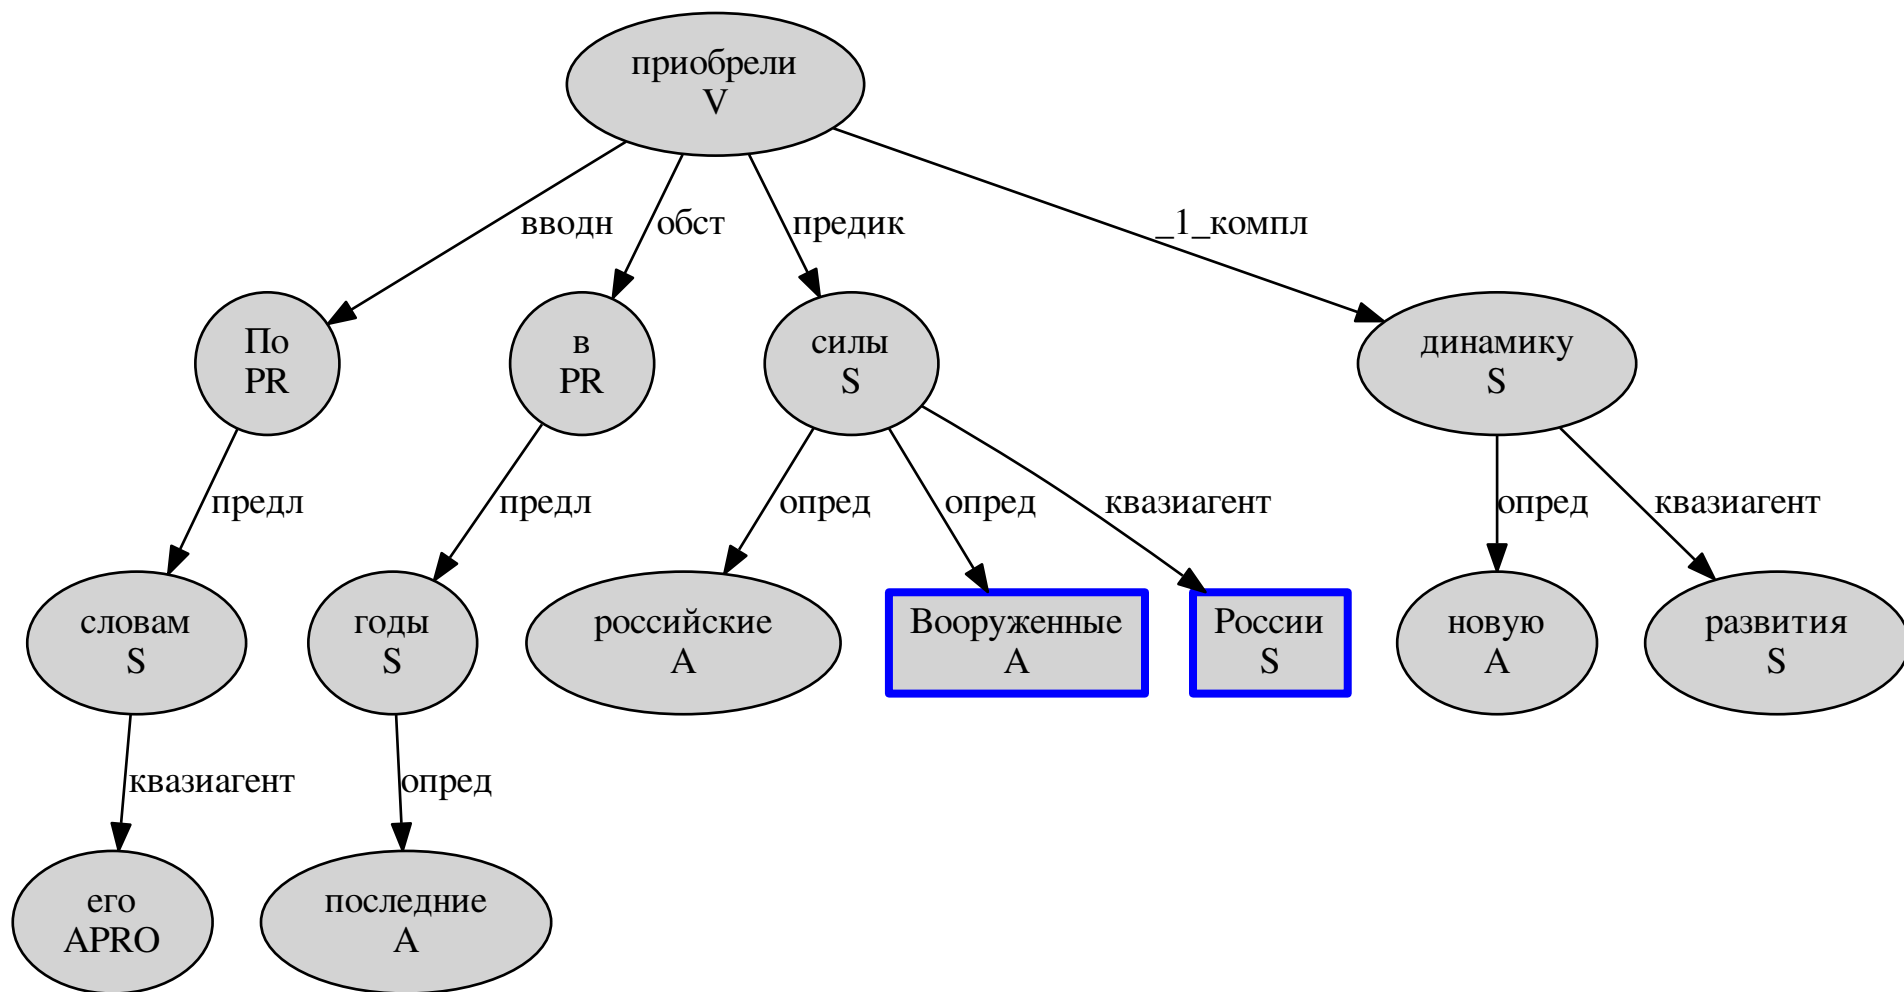 приобрели
V
вводн
обст
предик
_1_компл
По
PR
в
PR
силы
S
динамику
S
предл
предл
опред
опред
квазиагент
опред
квазиагент
словам
S
годы
S
российские
A
Вооруженные
A
России
S
новую
A
развития
S
квазиагент
опред
его
APRO
последние
A